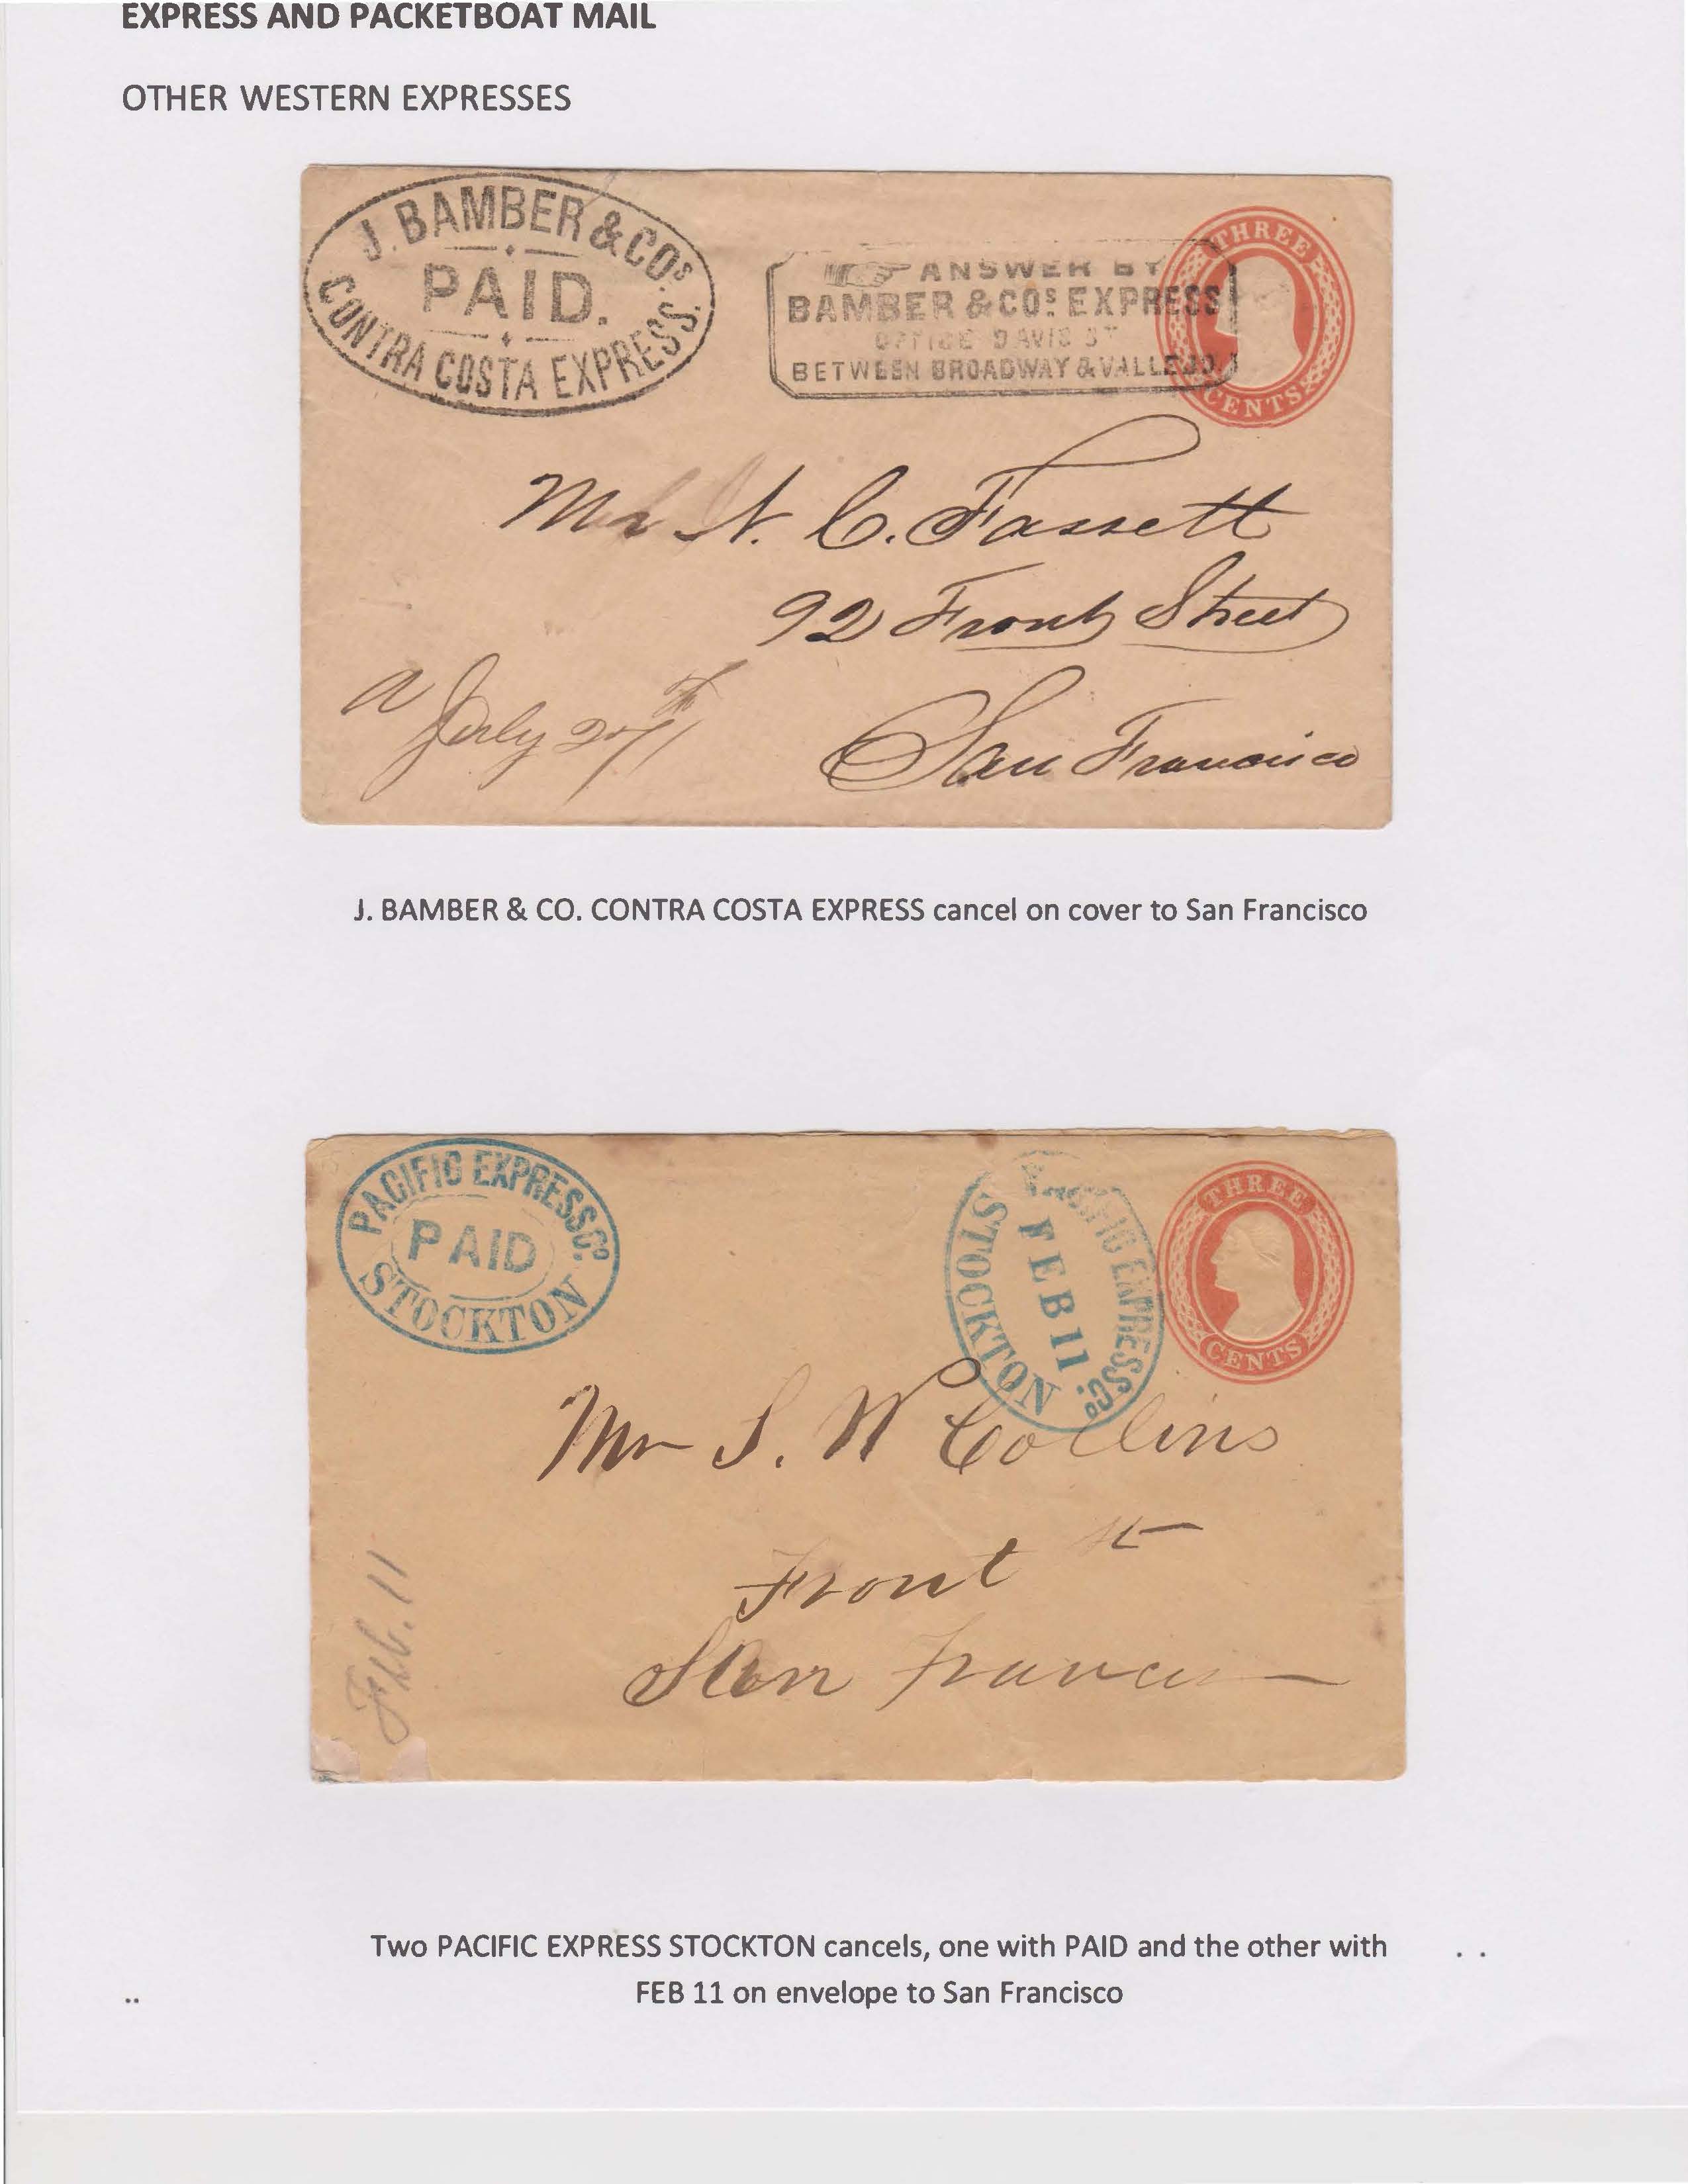 EXPRESS AND PACKETBOAT MAIL
OTHER WESTERN EXPRESSES
J. BAMBER & COS.
PAID.
CONTRA COSTA EXPRESS.
ANSWER BY
BAMBER & COS. EXPRESS
OFFICE DAVIS ST
BETWEEN BROADWAY & VALLEJO.
THREE
CENTS
Mr N. C. Fassett
92 Front Street
San Francisco
July 27
J. BAMBER & CO. CONTRA COSTA EXPRESS cancel on cover to San Francisco
PACIFIC EXPRESS CO.
PAID
STOCKTON
PACIFIC EXPRESS CO.
FEB 11
STOCKTON
THREE
CENTS
Mr S. W Collins
Front St
San Francis
Feb. 11
Two PACIFIC EXPRESS STOCKTON cancels, one with PAID and the other with
FEB 11 on envelope to San Francisco